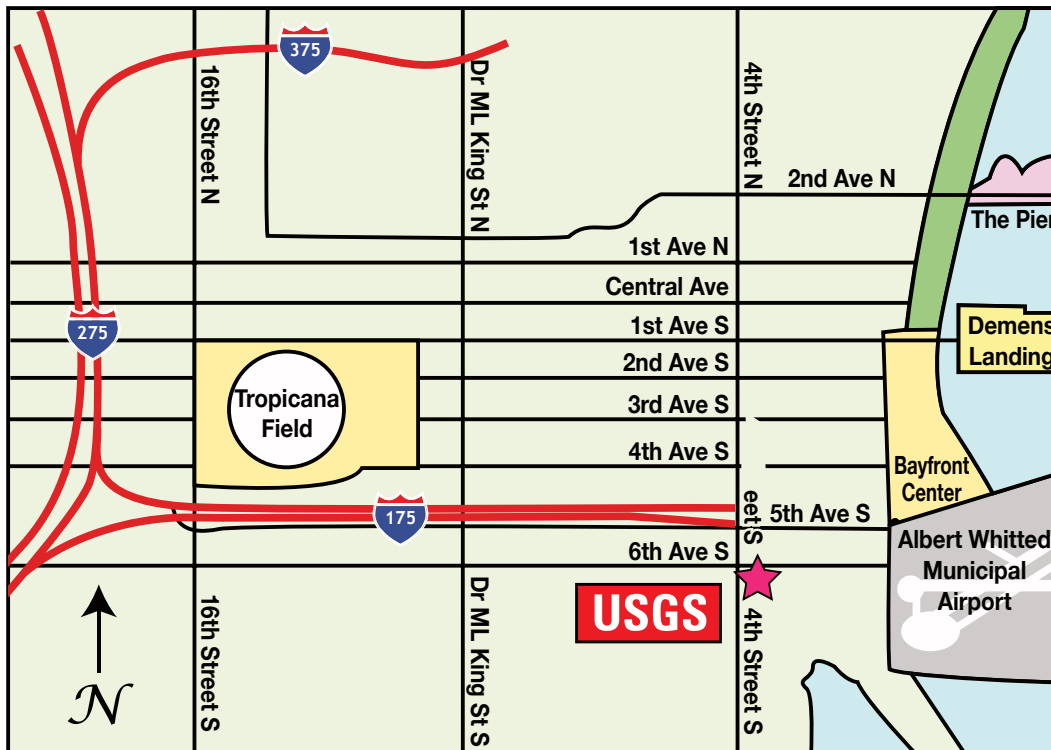 375
16th Street N
Dr ML King St N
4th Street N
2nd Ave N
The Pier
1st Ave N
Central Ave
1st Ave S
275
Demens
Landing
2nd Ave S
Tropicana
Field
3rd Ave S
4th Ave S
Bayfront
Center
175
eet S
5th Ave S
6th Ave S
Albert Whitted
Municipal
Airport
USGS
16th Street S
Dr ML King St S
4th Street S
N